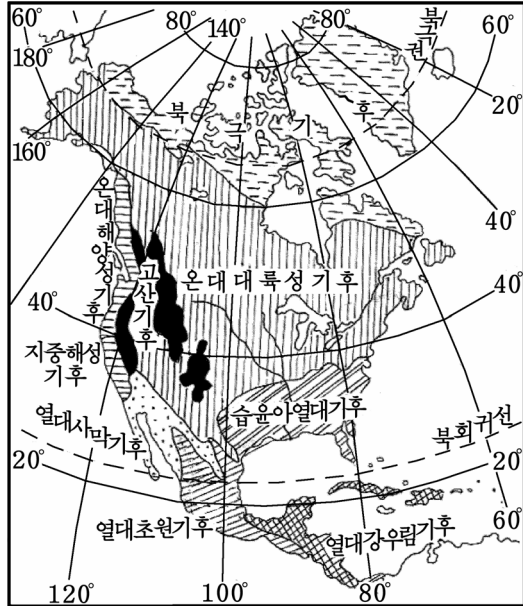 60°
80°
140°
80°
북극권
60°
180°
20°
160°
북극기후
40°
온대해양성기후
고산기후
온대대륙성기후
40°
40°
지중해성
기후
열대사막기후
습윤아열대기후
북회귀선
20°
20°
열대초원기후
열대강우림기후
60°
120°
100°
80°